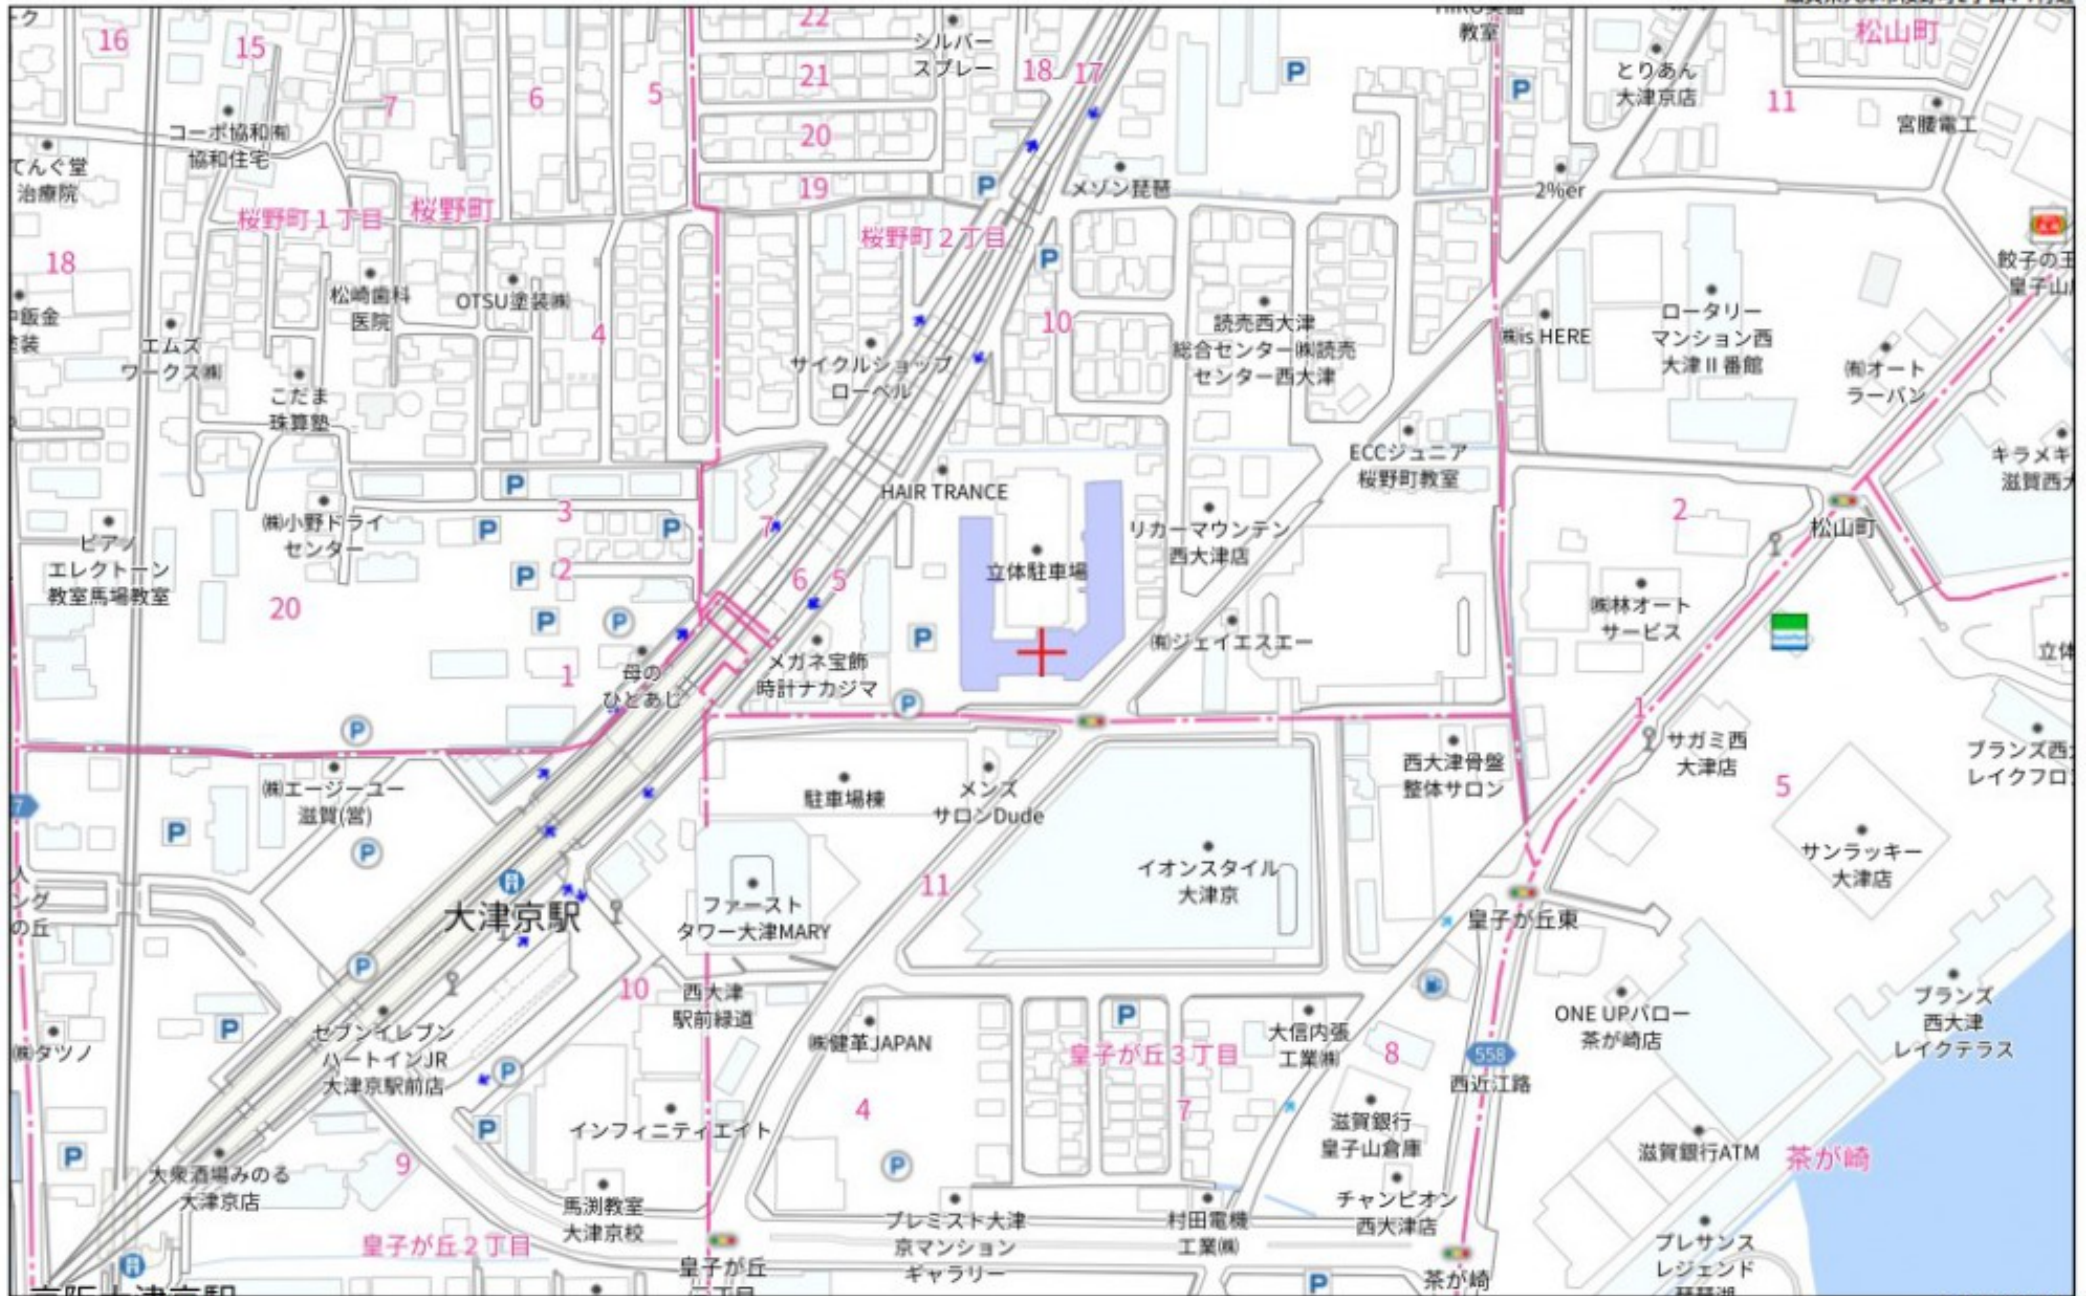 16
15
7
6
5
22
21
20
19
18
17
シルバー
スプレー
教室
とりあん
大津京店
松山町
11
宮腰電工
コーポ協和㈲
協和住宅
てんぐ堂
治療院
桜野町1丁目
桜野町
桜野町2丁目
メゾン琵琶
2%er
18
松崎歯科
医院
OTSU塗装㈱
4
エムズ
ワークス㈱
こだま
珠算塾
サイクルショップ
ローベル
10
読売西大津
総合センター㈱読売
センター西大津
㈱is HERE
ロータリー
マンション西
大津Ⅱ番館
㈲オート
ラーバン
餃子の王
皇子山
ECCジュニア
桜野町教室
キラメキ
滋賀西大
HAIR TRANCE
㈱小野ドライ
センター
3
7
2
ピアノ
エレクトーン
教室馬場教室
20
2
6
5
立体駐車場
リカーマウンテン
西大津店
松山町
㈱林オート
サービス
㈲ジェイエスエー
1
母の
ひとあじ
メガネ宝飾
時計ナカジマ
立体
1
サガミ西
大津店
5
ブランズ西大
レイクフロ
㈱エージーユー
滋賀(営)
7
駐車場棟
メンズ
サロンDude
西大津骨盤
整体サロン
イオンスタイル
大津京
サンラッキー
大津店
ング
の丘
大津京駅
ファースト
タワー大津MARY
11
皇子が丘東
10
西大津
駅前緑道
ONE UPバロー
茶が崎店
ブランズ
西大津
レイクテラス
㈱タツノ
セブンイレブン
ハートインJR
大津京駅前店
㈱健革JAPAN
皇子が丘3丁目
大信内張
工業㈱
8
558
西近江路
4
7
インフィニティエイト
滋賀銀行
皇子山倉庫
滋賀銀行ATM
茶が崎
9
大衆酒場みのる
大津京店
馬渕教室
大津京校
チャンピオン
西大津店
皇子が丘2丁目
皇子が丘
プレミスト大津
京マンション
ギャラリー
村田電機
工業㈱
茶が崎
プレサンス
レジェンド